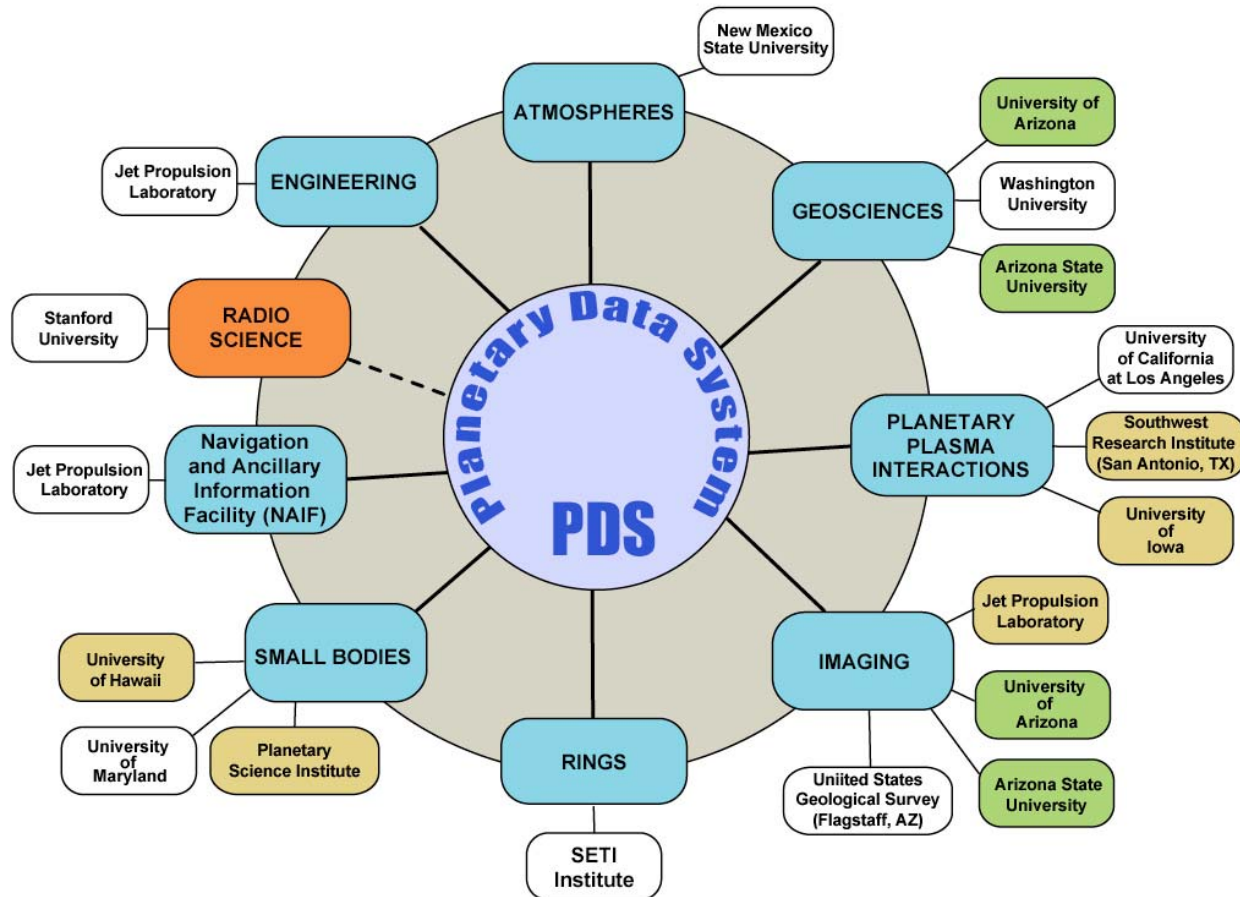 New Mexico
State University
ATMOSPHERES
University of
Arizona
Washington
University
Arizona State
University
GEOSCIENCES
University
of California
at Los Angeles
Southwest
Research Institute
(San Antonio, TX)
University
of
Iowa
PLANETARY
PLASMA
INTERACTIONS
Jet Propulsion
Laboratory
University
of
Arizona
Arizona State
University
Uniited States
Geological Survey
(Flagstaff, AZ)
IMAGING
RINGS
SETI
Institute
SMALL BODIES
University
of Hawaii
University
of
Maryland
Planetary
Science Institute
Navigation
and Ancillary
Information
Facility (NAIF)
Jet Propulsion
Laboratory
RADIO
SCIENCE
Stanford
University
ENGINEERING
Jet Propulsion
Laboratory
Planetary Data System
PDS